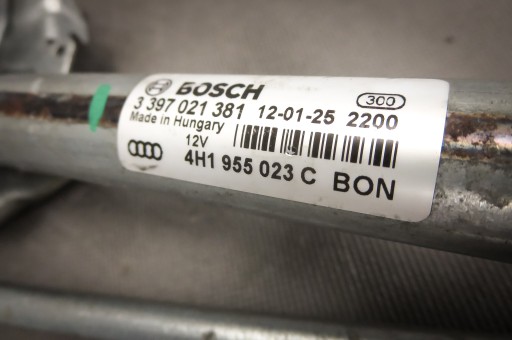 BOSCH
3 397 021 381 12-01-25 2200
300
Made in Hungary
12V
4H1 955 023 C BON